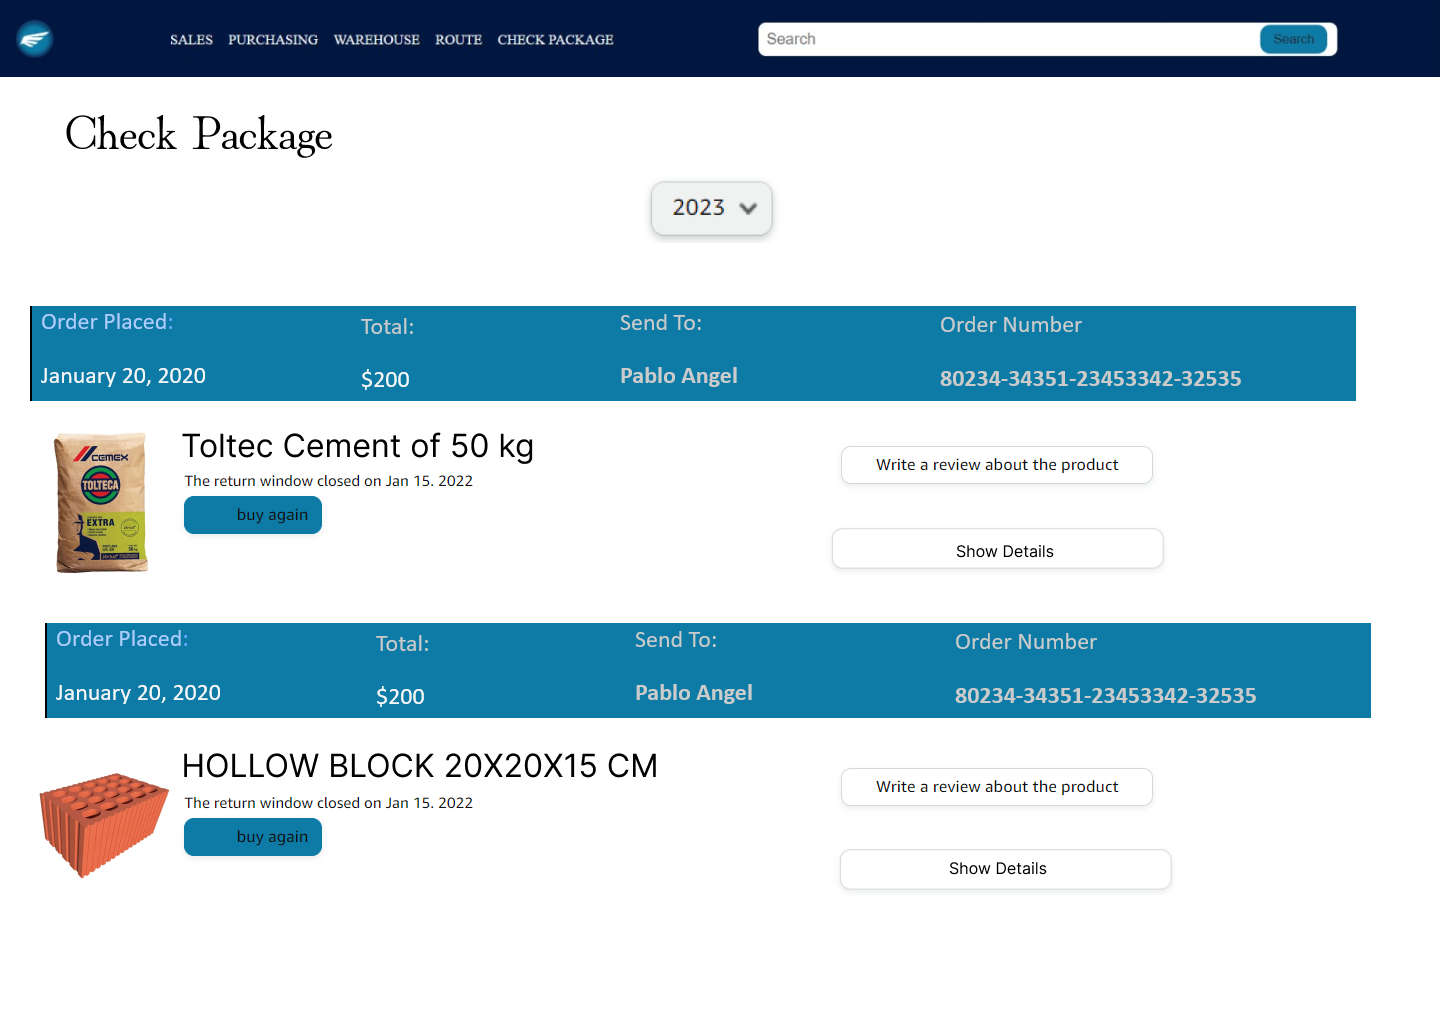 SALES PURCHASING WAREHOUSE ROUTE CHECK PACKAGE Search Search
Check Package
2023
Order Placed: Total: Send To: Order Number
January 20, 2020 $200 Pablo Angel 80234-34351-23453342-32535
Toltec Cement of 50 kg
The return window closed on Jan 15. 2022
buy again
CEMEX
TOLTECA
EXTRA
Write a review about the product
Show Details
Order Placed: Total: Send To: Order Number
January 20, 2020 $200 Pablo Angel 80234-34351-23453342-32535
HOLLOW BLOCK 20X20X15 CM
The return window closed on Jan 15. 2022
buy again
Write a review about the product
Show Details